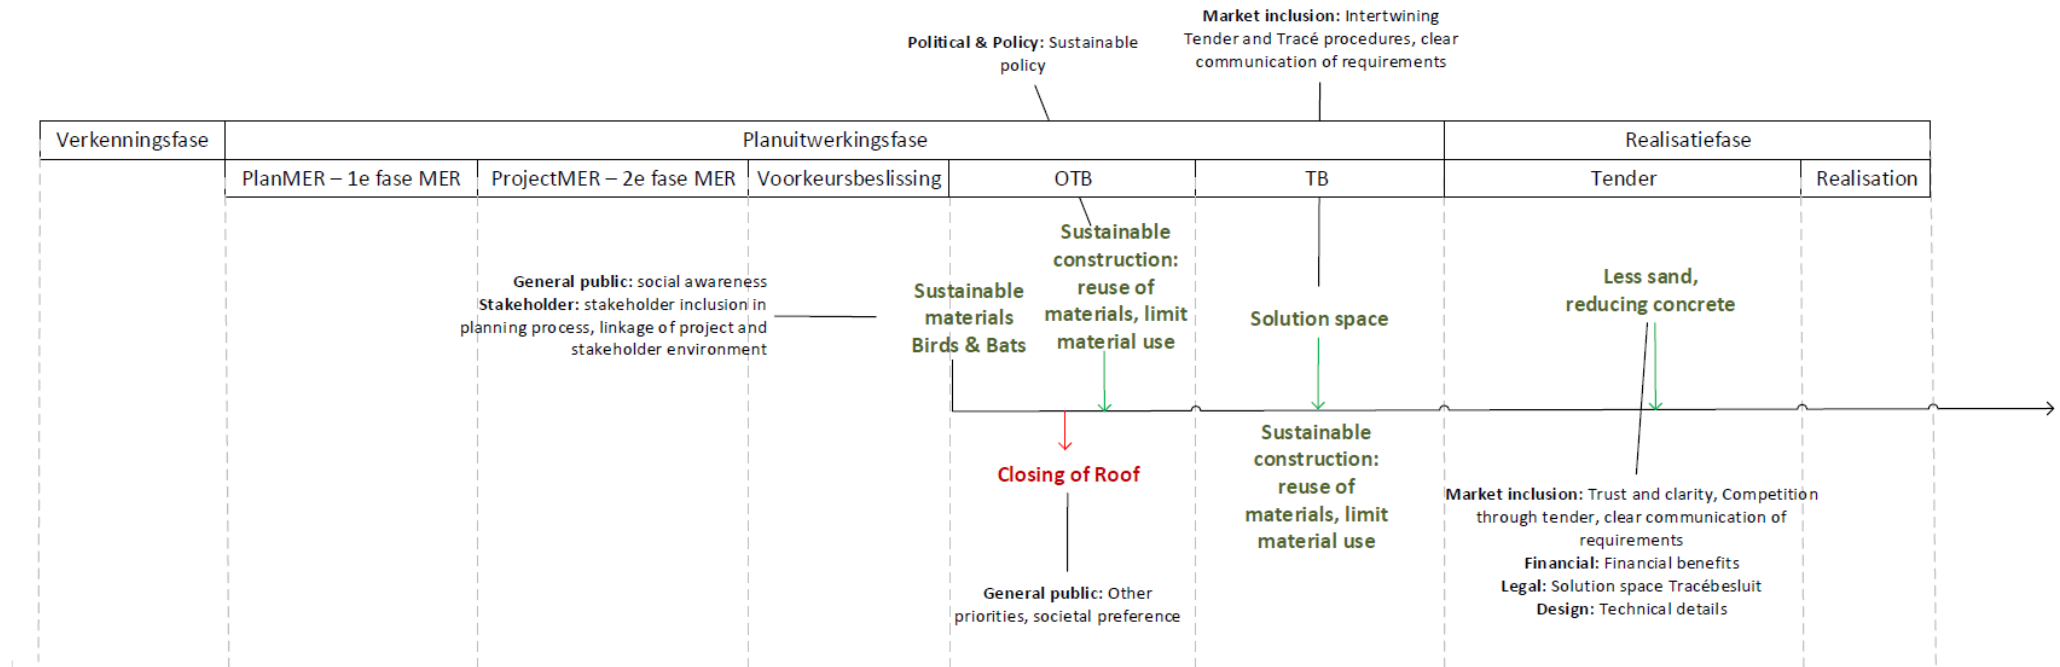 Market inclusion: Intertwining
Tender and Tracé procedures, clear
communication of requirements
Political & Policy: Sustainable
policy
Verkenningsfase
Planuitwerkingsfase
Realisatiefase
PlanMER – 1e fase MER
ProjectMER – 2e fase MER
Voorkeursbeslissing
OTB
TB
Tender
Realisation
General public: social awareness
Stakeholder: stakeholder inclusion in
planning process, linkage of project and
stakeholder environment
Sustainable
materials
Birds & Bats
Sustainable
construction:
reuse of
materials, limit
material use
Solution space
Less sand,
reducing concrete
Closing of Roof
General public: Other
priorities, societal preference
Sustainable
construction:
reuse of
materials, limit
material use
Market inclusion: Trust and clarity, Competition
through tender, clear communication of
requirements
Financial: Financial benefits
Legal: Solution space Tracébesluit
Design: Technical details